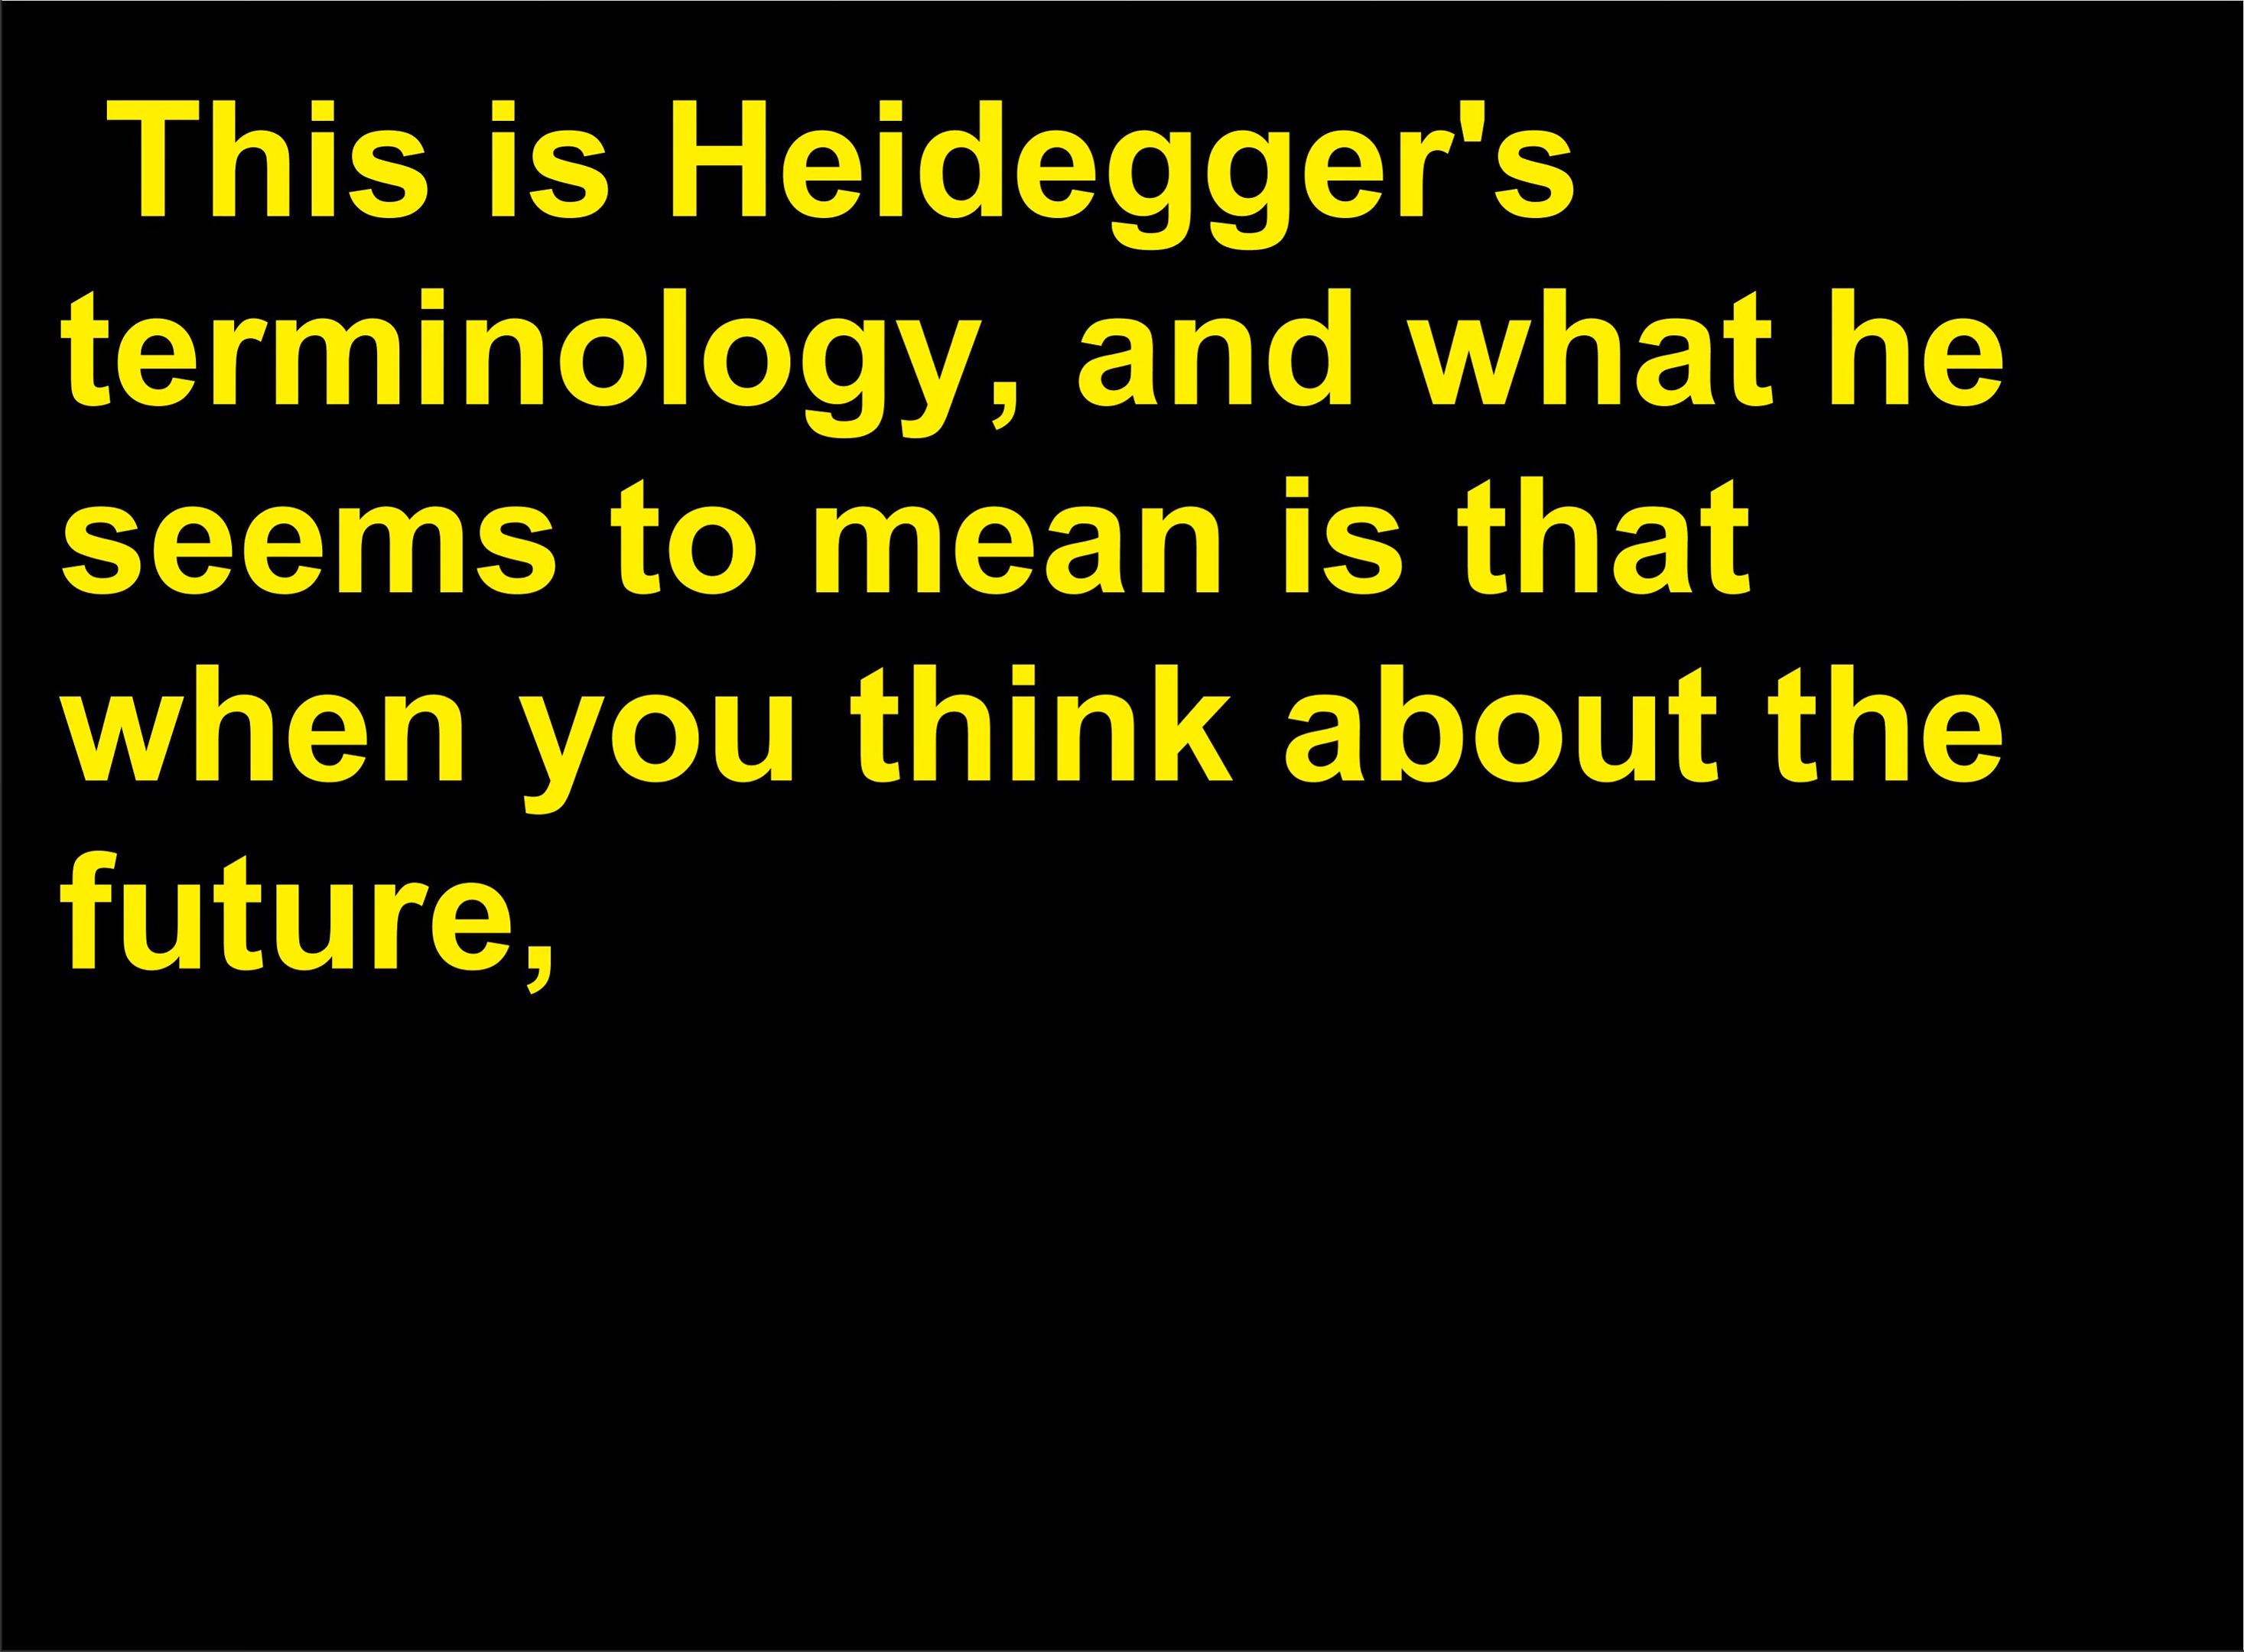 This is Heidegger's
terminology, and what he
seems to mean is that
when you think about the
future,